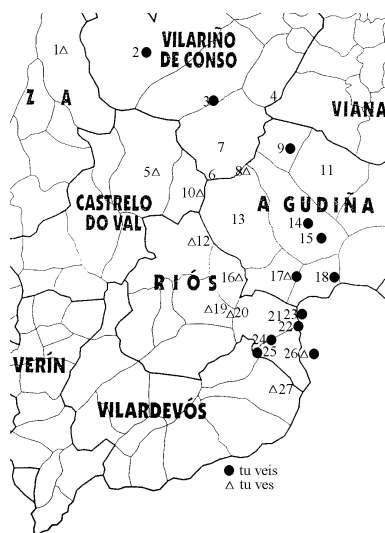 VILARIÑO
DE CONSO
1
2
3
4
Z A
VIANA
7
9
5
6
8
11
10
CASTRELO
DO VAL
A GUDIÑA
13
14
12
15
RIÓS
16
17
18
19
20
21
23
22
24
25
26
VERÍN
27
VILARDEVÓS
tu veis
tu ves